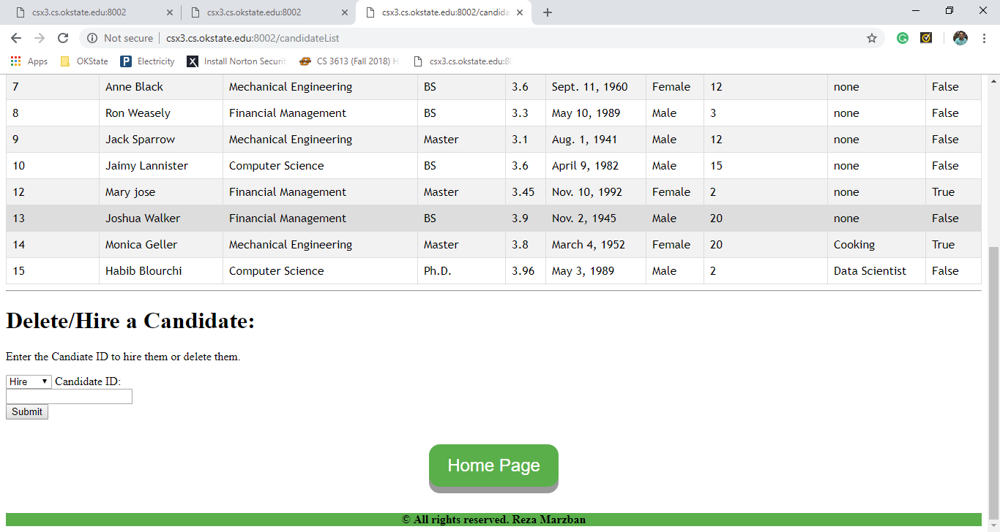 csx3.cs.okstate.edu:8002 csx3.cs.okstate.edu:8002 csx3.cs.okstate.edu:8002/candida
Not secure csx3.cs.okstate.edu:8002/candidateList
Apps OKState P Electricity X Install Norton Securit CS 3613 (Fall 2018) H csx3.cs.okstate.edu:80
7 Anne Black Mechanical Engineering BS 3.6 Sept. 11, 1960 Female 12 none False
8 Ron Weasely Financial Management BS 3.3 May 10, 1989 Male 3 none False
9 Jack Sparrow Mechanical Engineering Master 3.1 Aug. 1, 1941 Male 12 none False
10 Jaimy Lannister Computer Science BS 3.6 April 9, 1982 Male 15 none False
12 Mary jose Financial Management Master 3.45 Nov. 10, 1992 Female 2 none True
13 Joshua Walker Financial Management BS 3.9 Nov. 2, 1945 Male 20 none False
14 Monica Geller Mechanical Engineering Master 3.8 March 4, 1952 Female 20 Cooking True
15 Habib Blourchi Computer Science Ph.D. 3.96 May 3, 1989 Male 2 Data Scientist False
Delete/Hire a Candidate:
Enter the Candiate ID to hire them or delete them.
Hire Candidate ID:
Submit
Home Page
© All rights reserved. Reza Marzban